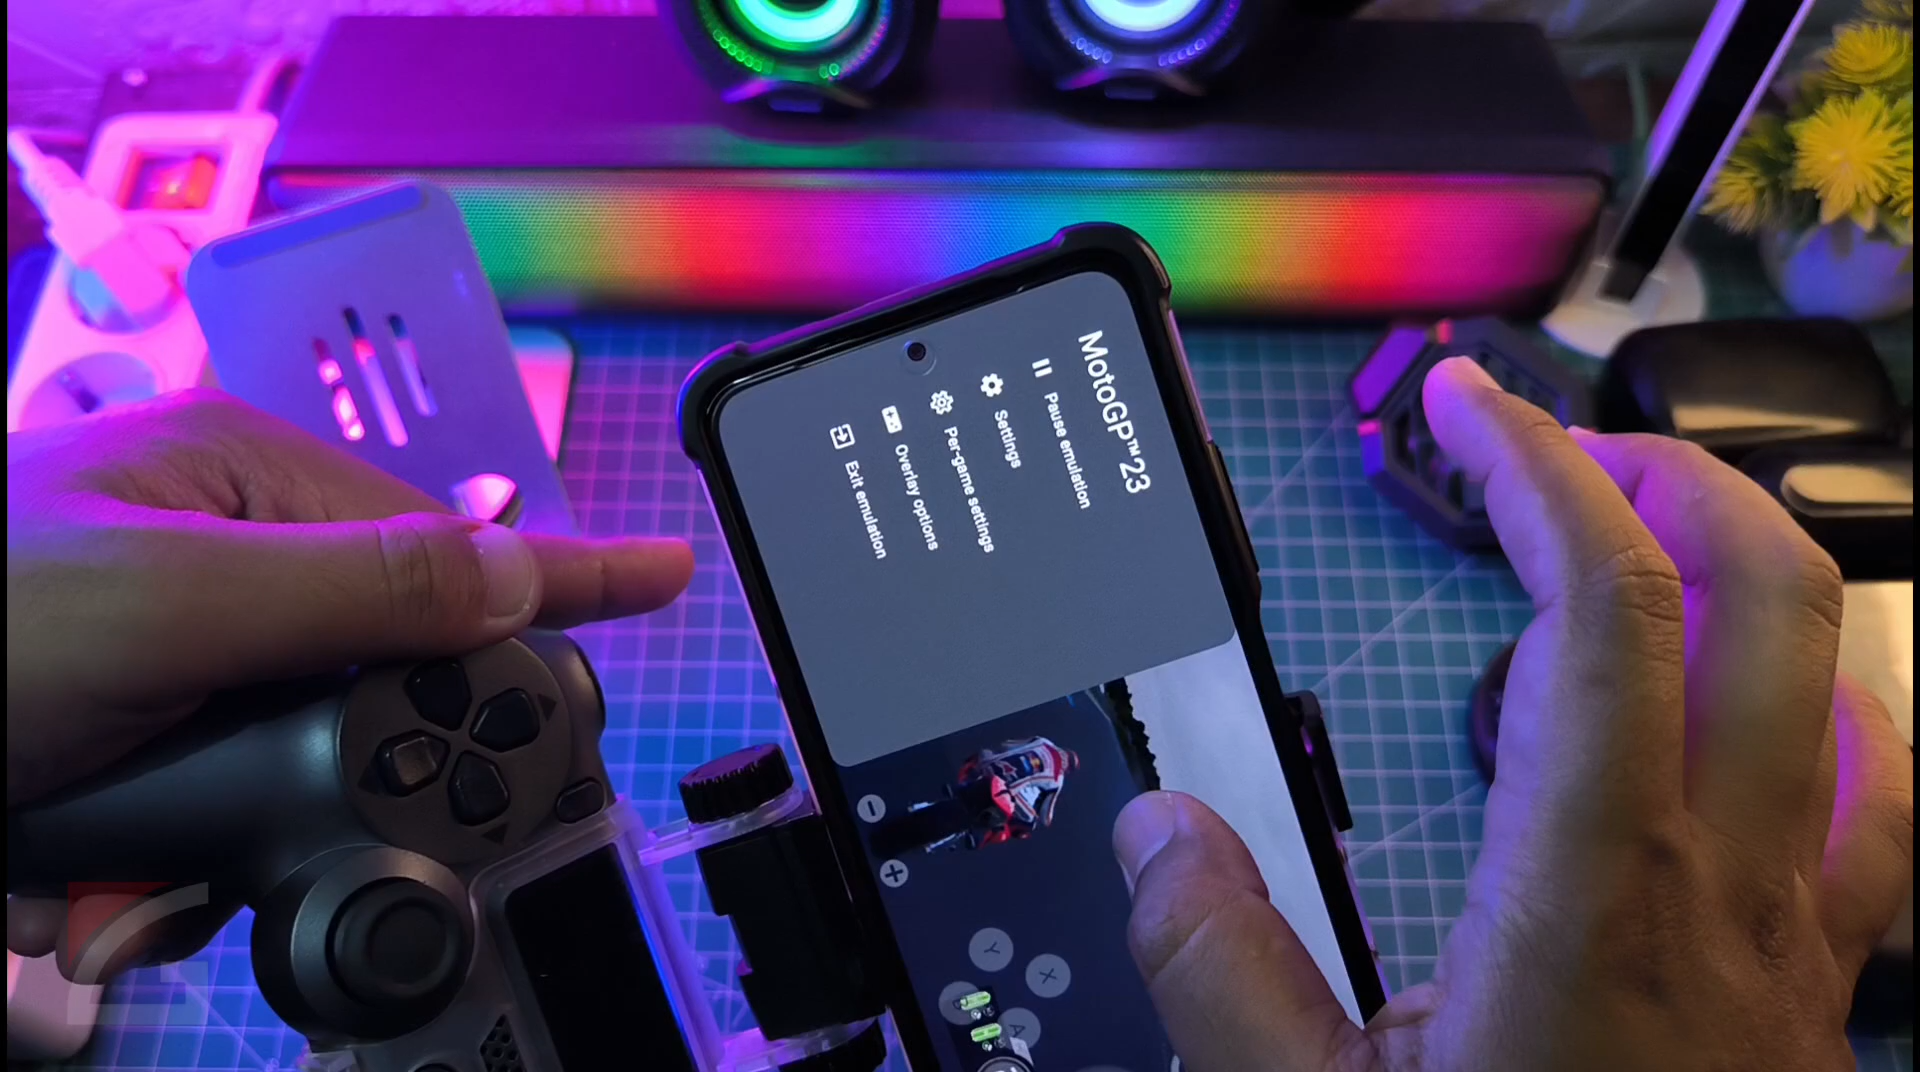 MotoGP™23
Pause emulation
Settings
Per-game settings
Overlay options
Exit emulation
Y
X
A